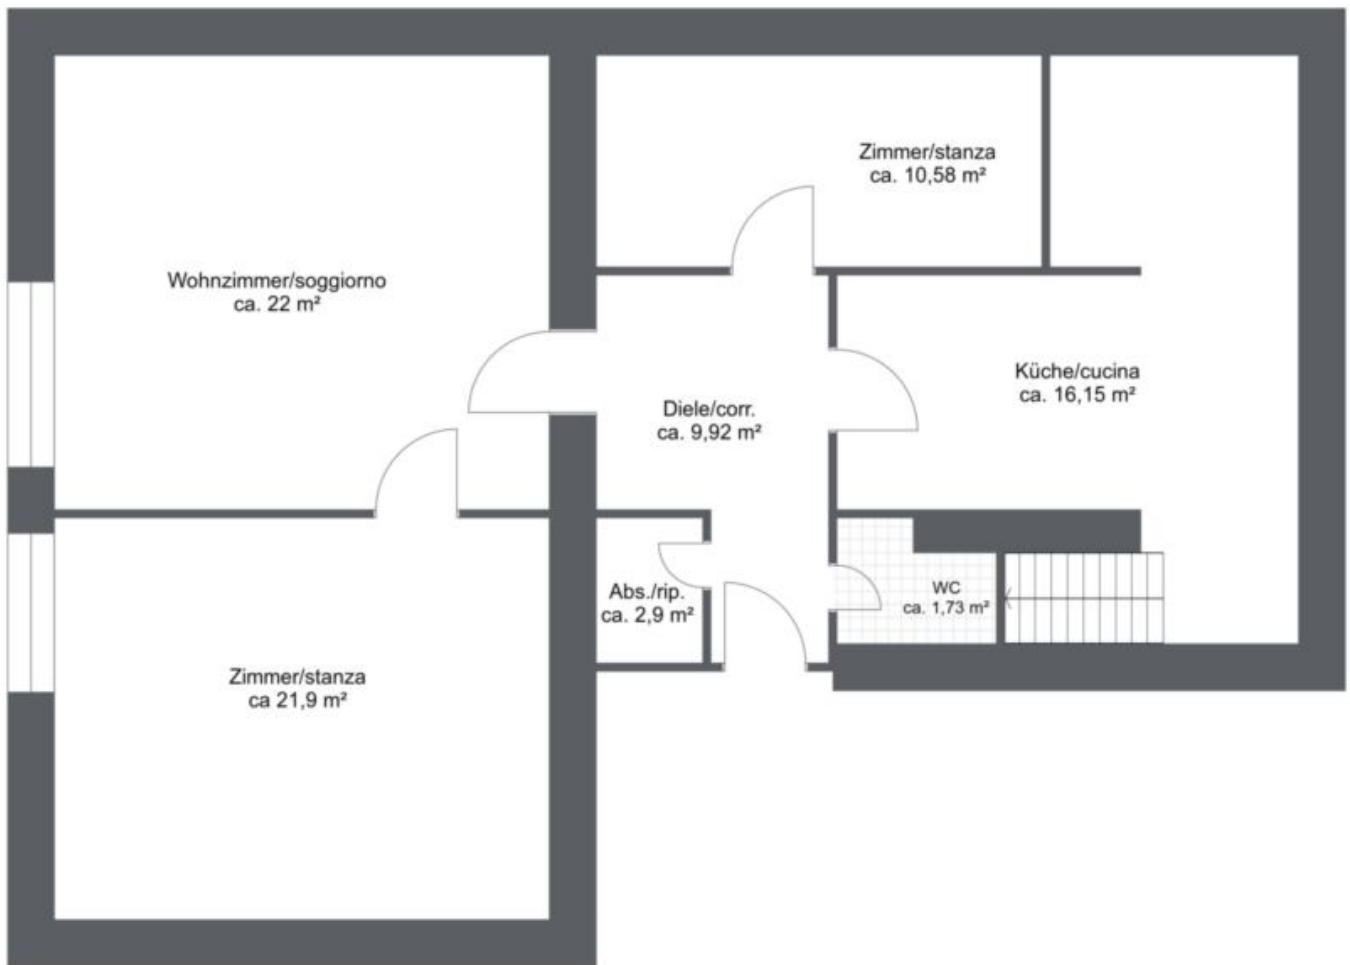 Zimmer/stanza
ca. 10,58 m²
Wohnzimmer/soggiorno
ca. 22 m²
Küche/cucina
ca. 16,15 m²
Diele/corr.
ca. 9,92 m²
Abs./rip.
ca. 2,9 m²
WC
ca. 1,73 m²
Zimmer/stanza
ca 21,9 m²